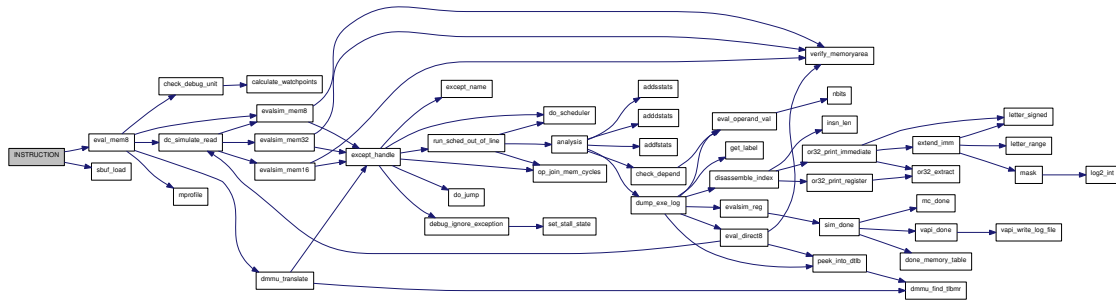 INSTRUCTION
eval_mem8
sbuf_load
check_debug_unit
dc_simulate_read
mprofile
calculate_watchpoints
evalsim_mem8
evalsim_mem32
evalsim_mem16
dmmu_translate
except_handle
except_name
run_sched_out_of_line
do_jump
debug_ignore_exception
do_scheduler
analysis
op_join_mem_cycles
set_stall_state
addsstats
adddstats
addfstats
check_depend
dump_exe_log
eval_operand_val
get_label
disassemble_index
evalsim_reg
eval_direct8
verify_memoryarea
nbits
insn_len
or32_print_immediate
or32_print_register
sim_done
peek_into_dtlb
extend_imm
or32_extract
mc_done
vapi_done
done_memory_table
dmmu_find_tlbmr
letter_signed
letter_range
mask
vapi_write_log_file
log2_int